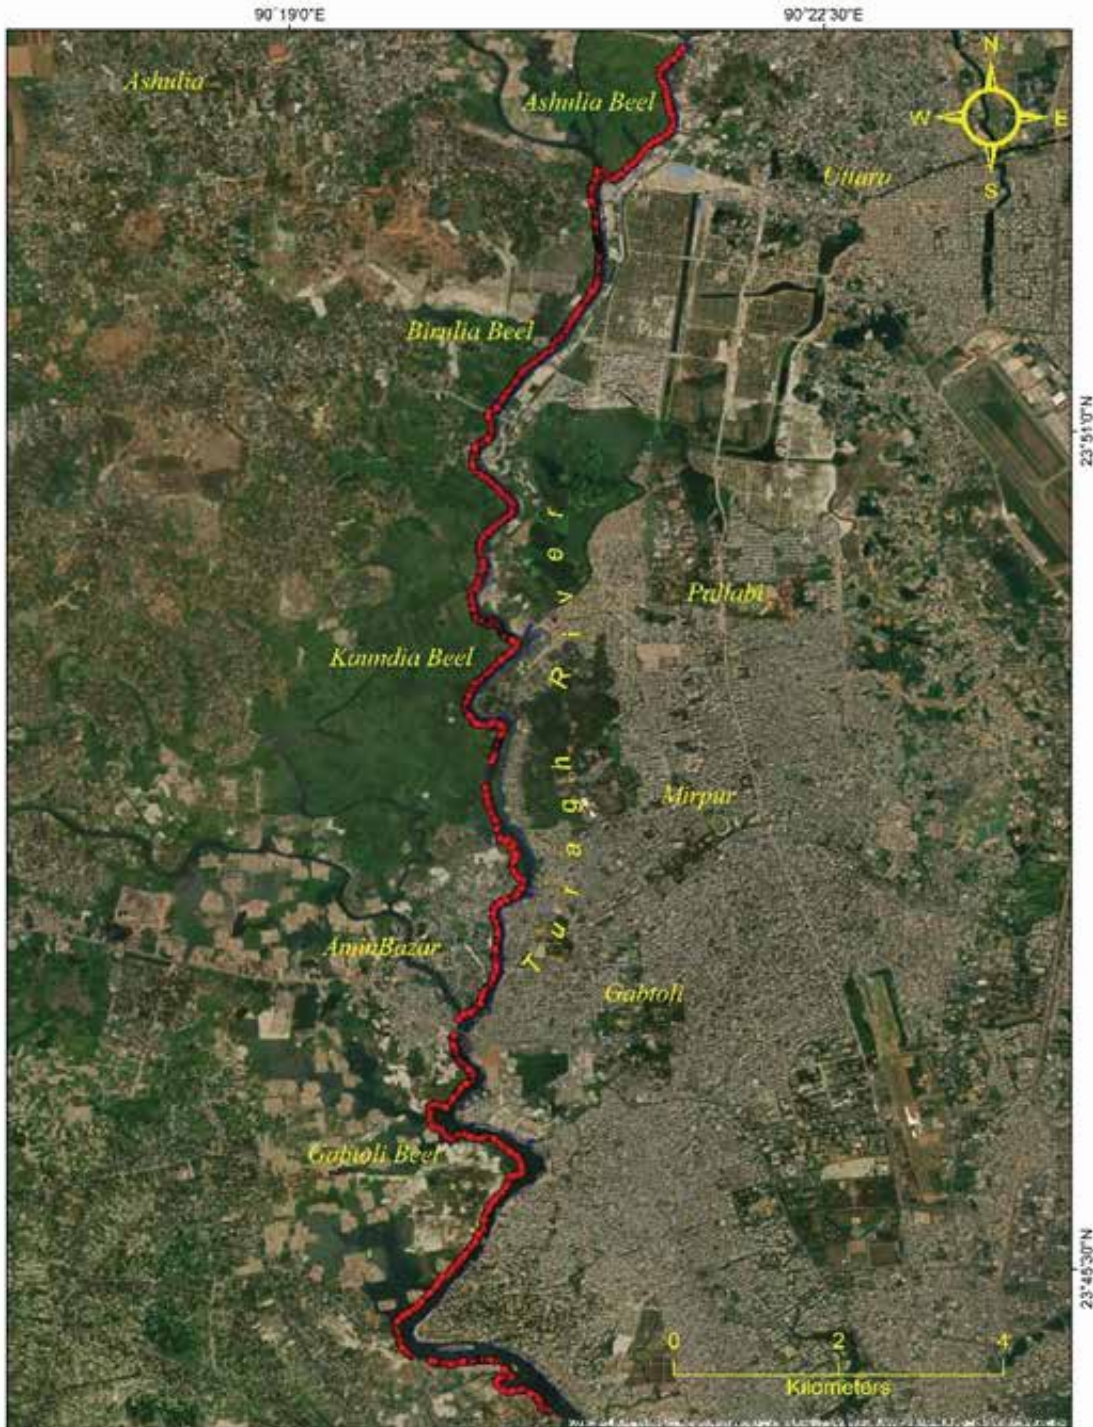 90°19'0"E
90°22'30"E
N
W
E
S
Ashulia
Ashulia Beel
Uttara
Birulia Beel
23°51'0"N
Pallabi
Kaundia Beel
Turagh River
Mirpur
AminBazar
Gabtoli
Gabtoli Beel
23°45'30"N
0 2 4
Kilometers